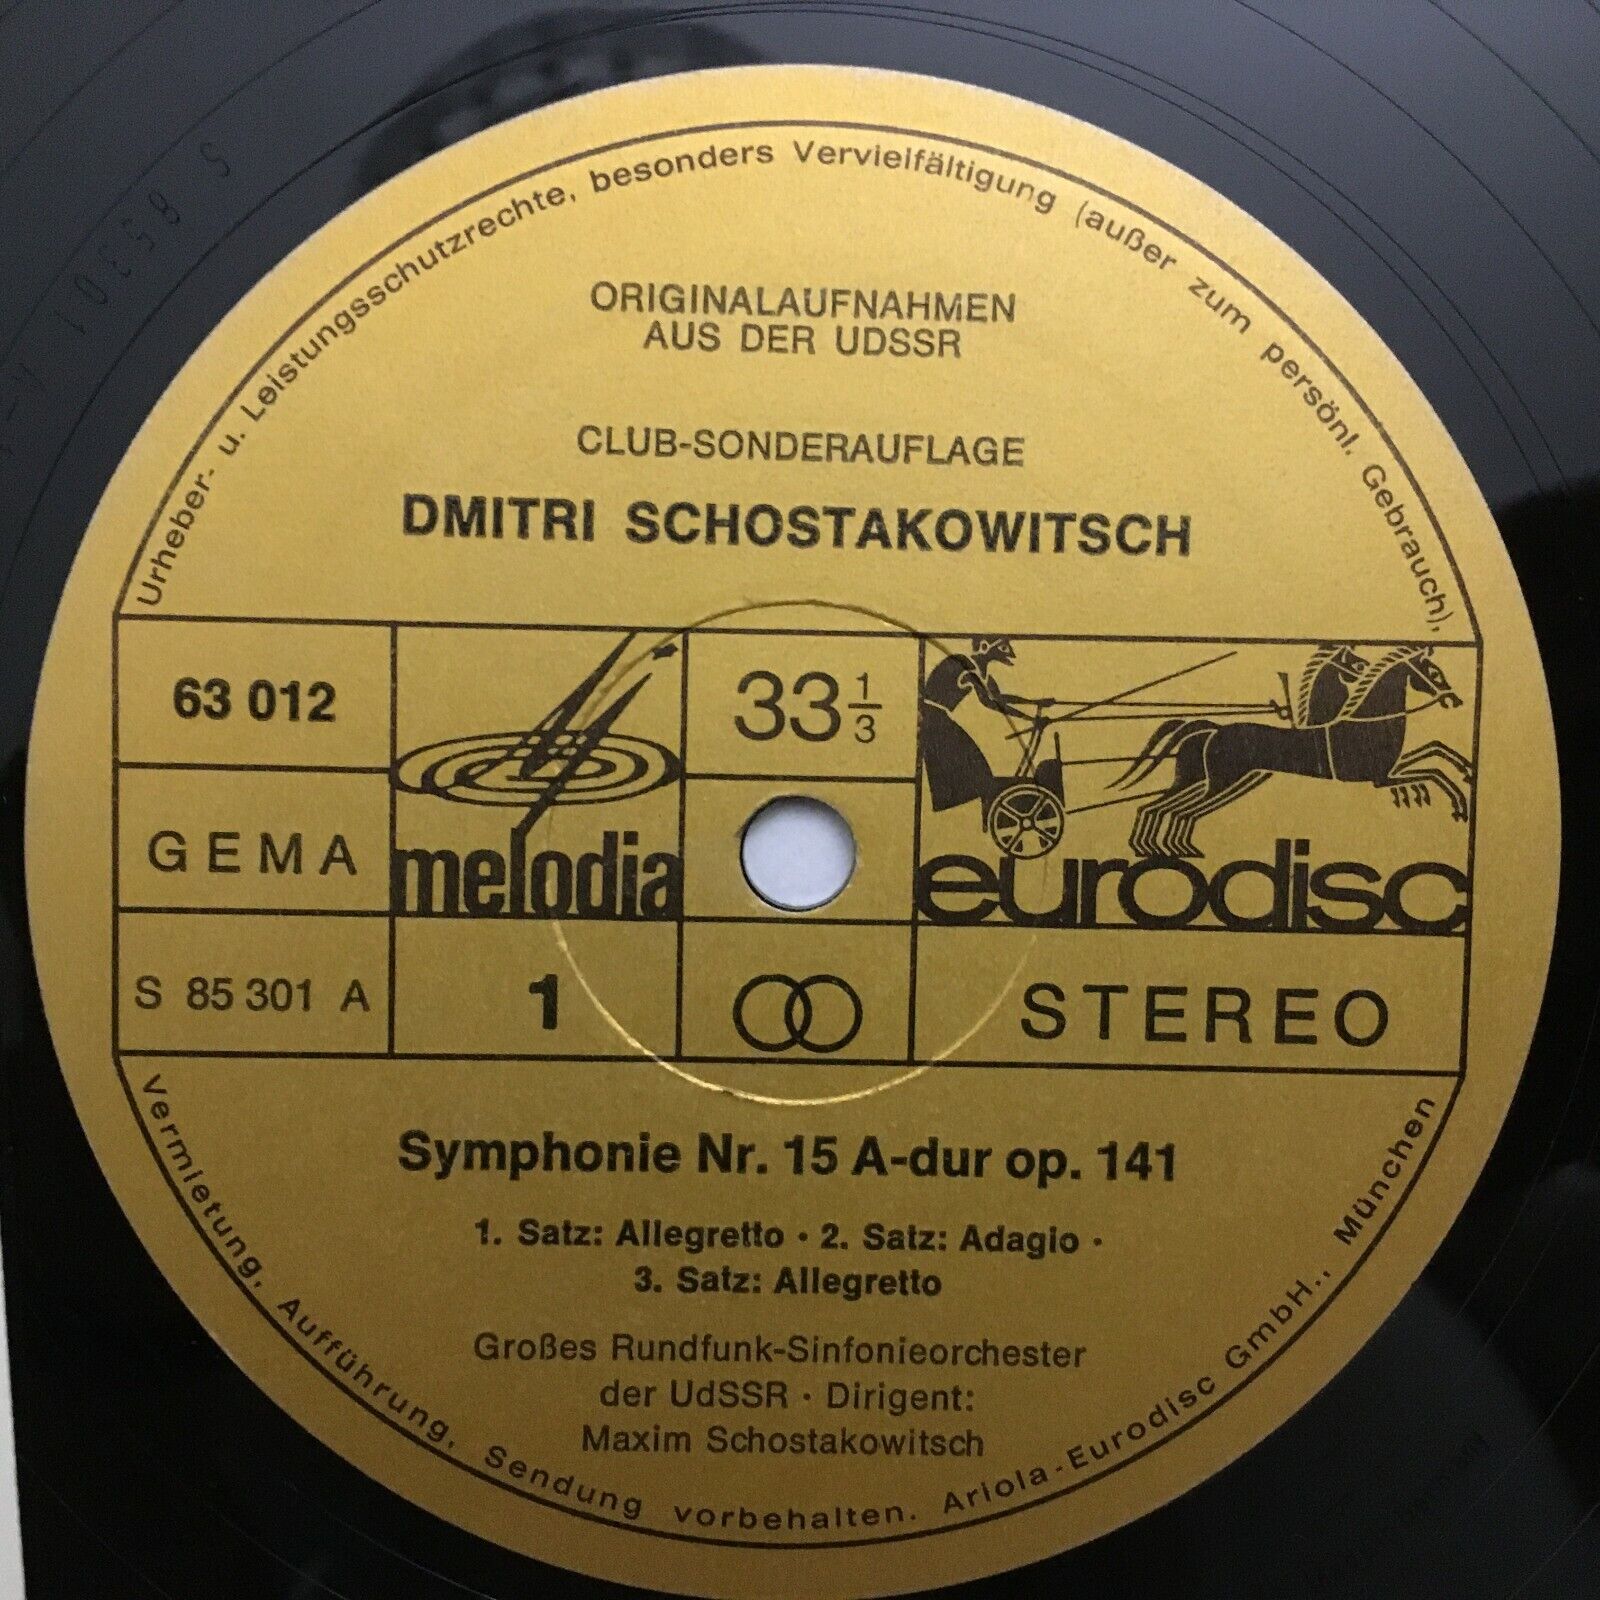 Urheber- u. Leistungsschutzrechte, besonders Vervielfältigung (außer zum persönl. Gebrauch),
ORIGINALAUFNAHMEN
AUS DER UDSSR
CLUB-SONDERAUFLAGE
DMITRI SCHOSTAKOWITSCH
63 012
33 1/3
GEMA
melodia
eurodisc
S 85 301 A
1
STEREO
Symphonie Nr. 15 A-dur op. 141
1. Satz: Allegretto · 2. Satz: Adagio ·
3. Satz: Allegretto
Großes Rundfunk-Sinfonieorchester
der UdSSR · Dirigent:
Maxim Schostakowitsch
Vermietung, Aufführung, Sendung vorbehalten. Ariola-Eurodisc GmbH., München
S 85301